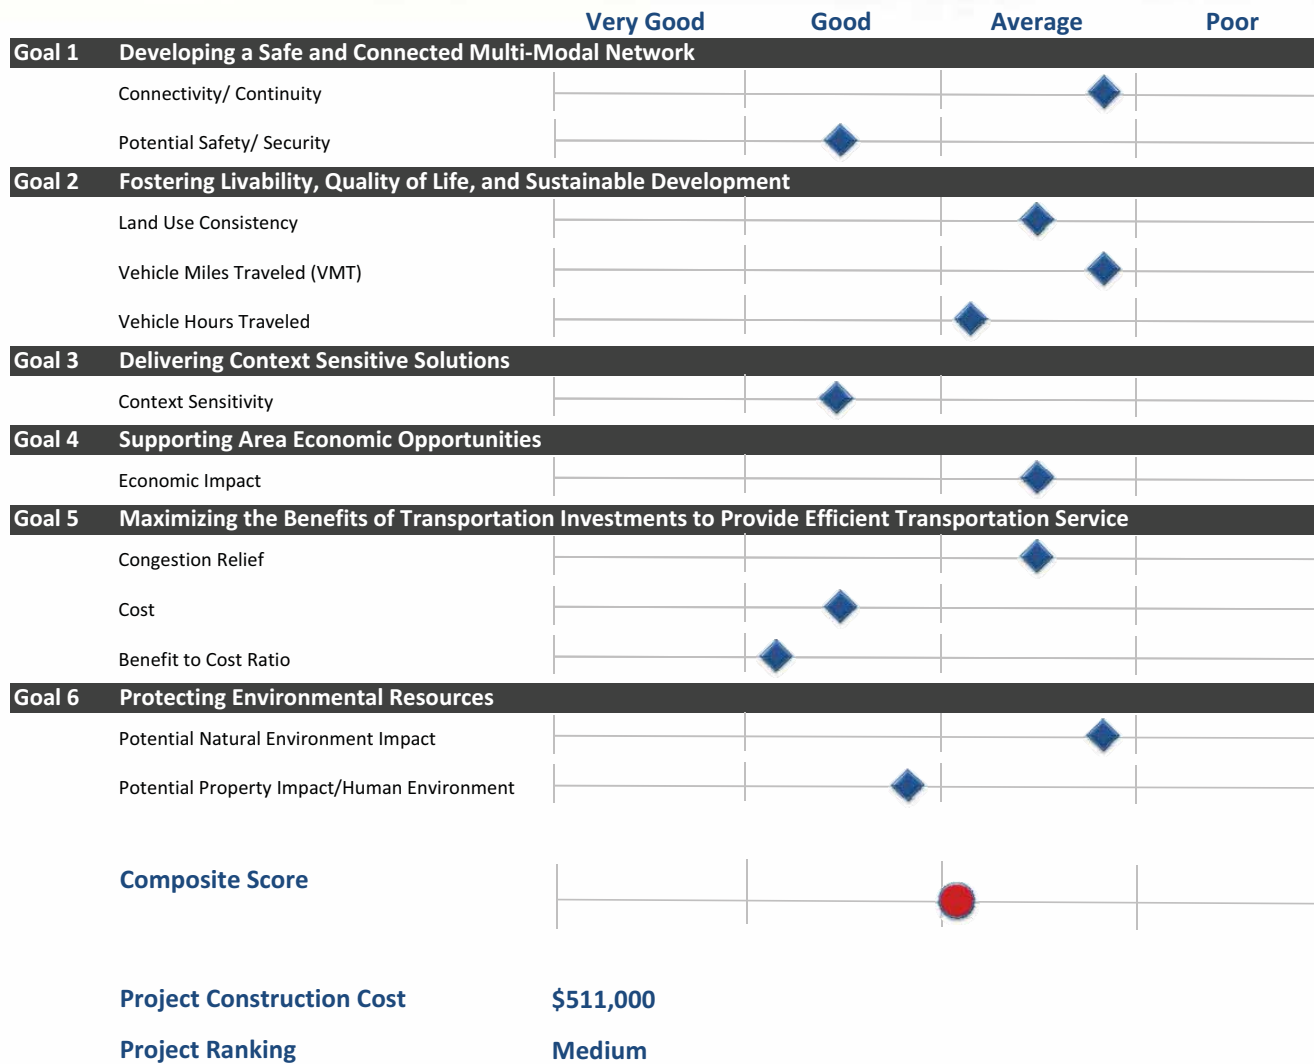 Very Good Good Average Poor
Goal 1 Developing a Safe and Connected Multi-Modal Network
Connectivity/ Continuity
Potential Safety/ Security
Goal 2 Fostering Livability, Quality of Life, and Sustainable Development
Land Use Consistency
Vehicle Miles Traveled (VMT)
Vehicle Hours Traveled
Goal 3 Delivering Context Sensitive Solutions
Context Sensitivity
Goal 4 Supporting Area Economic Opportunities
Economic Impact
Goal 5 Maximizing the Benefits of Transportation Investments to Provide Efficient Transportation Service
Congestion Relief
Cost
Benefit to Cost Ratio
Goal 6 Protecting Environmental Resources
Potential Natural Environment Impact
Potential Property Impact/Human Environment
Composite Score
Project Construction Cost $511,000
Project Ranking Medium